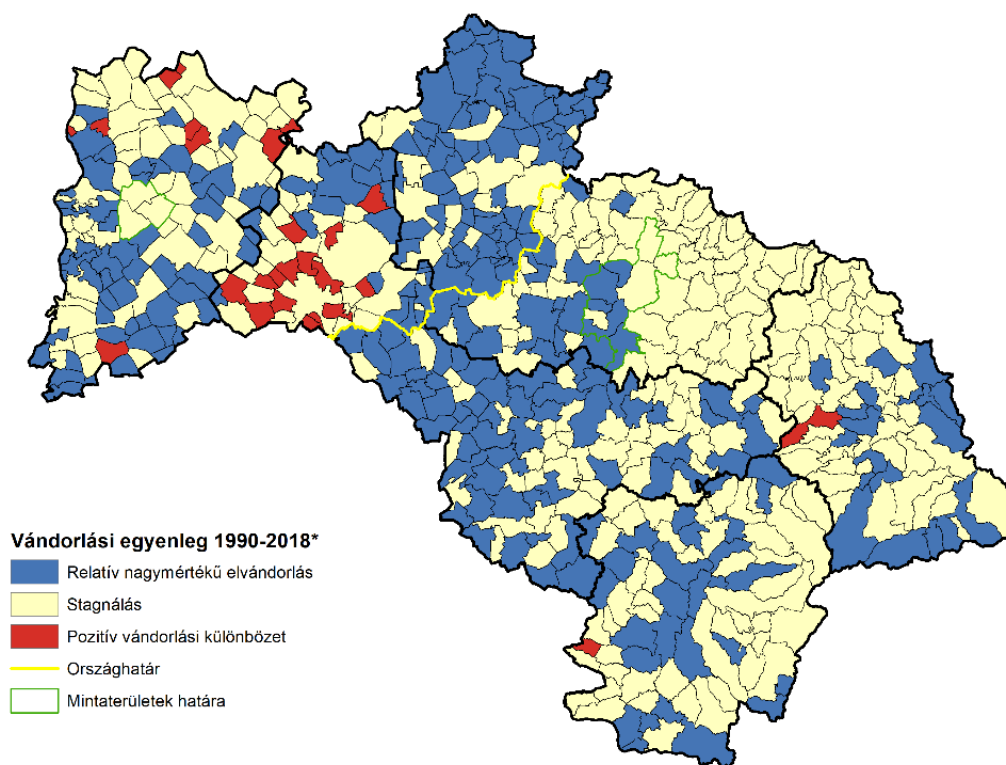 Vándorlási egyenleg 1990-2018*
Relatív nagymértékű elvándorlás
Stagnálás
Pozitív vándorlási különbözet
Országhatár
Mintaterületek határa